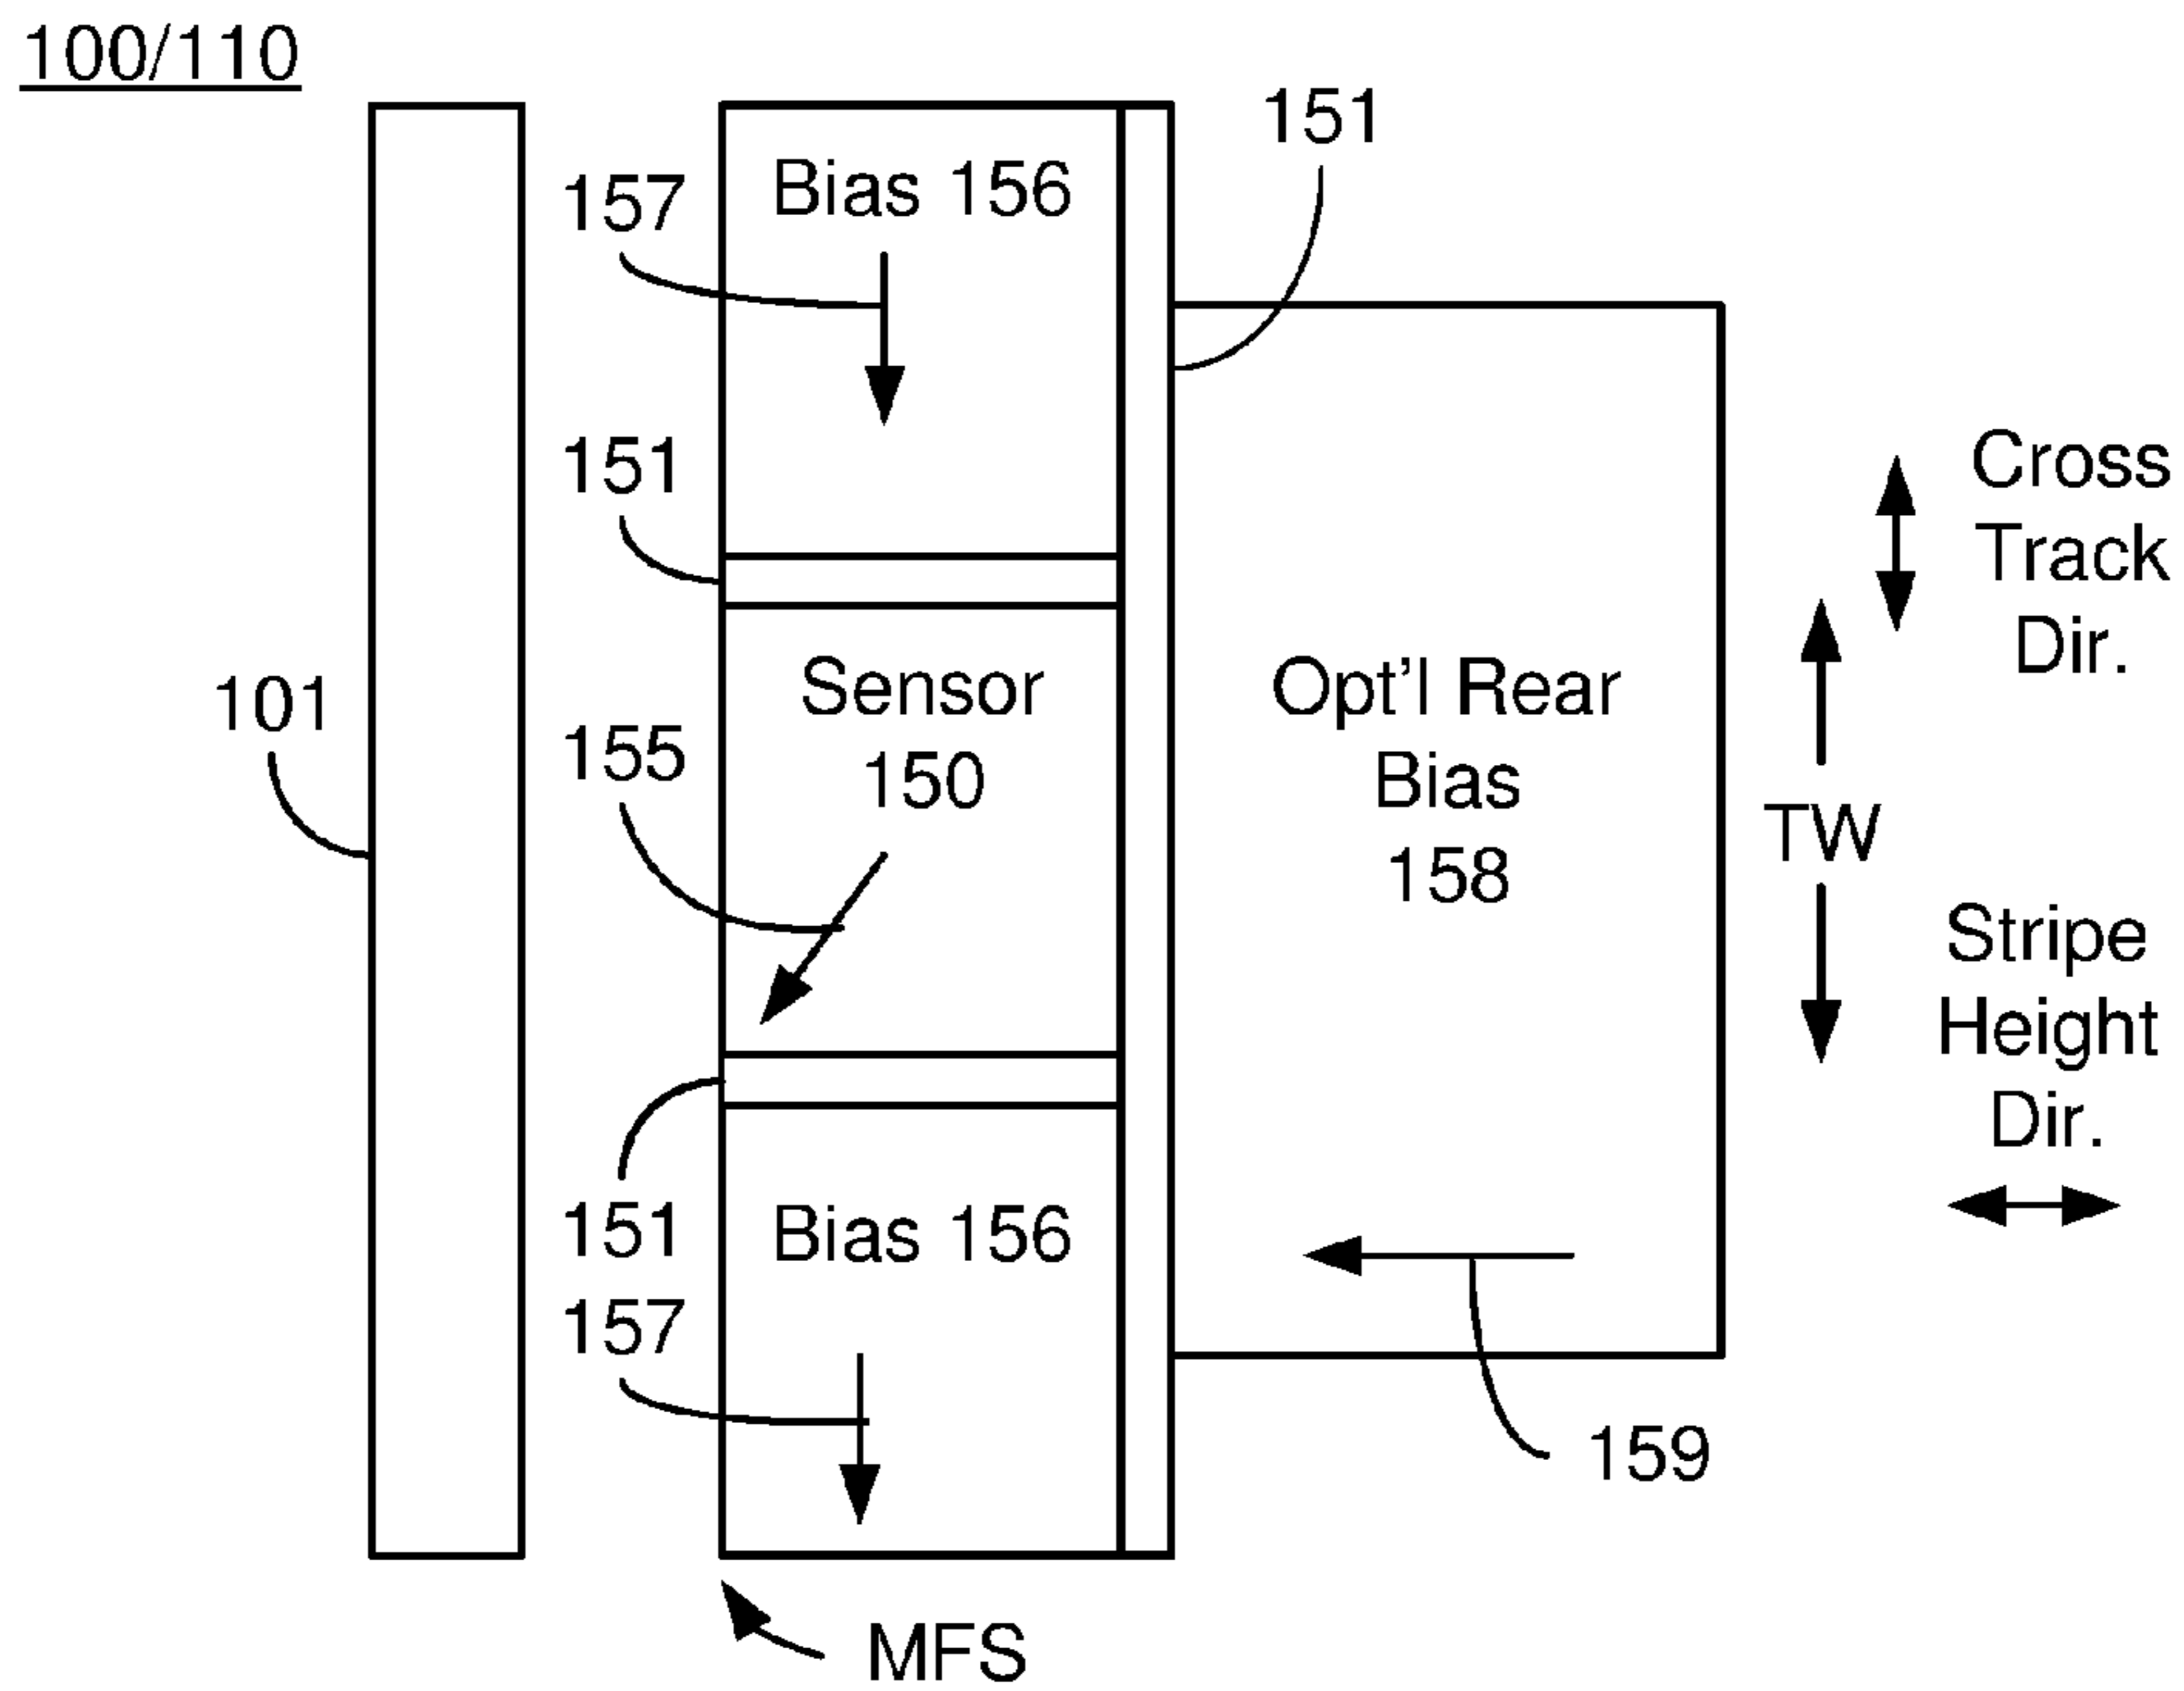 100/110
151
157
Bias 156
151
Cross
Track
Dir.
101
155
Sensor
150
Opt'l Rear
Bias
158
TW
Stripe
Height
Dir.
151
Bias 156
157
159
MFS